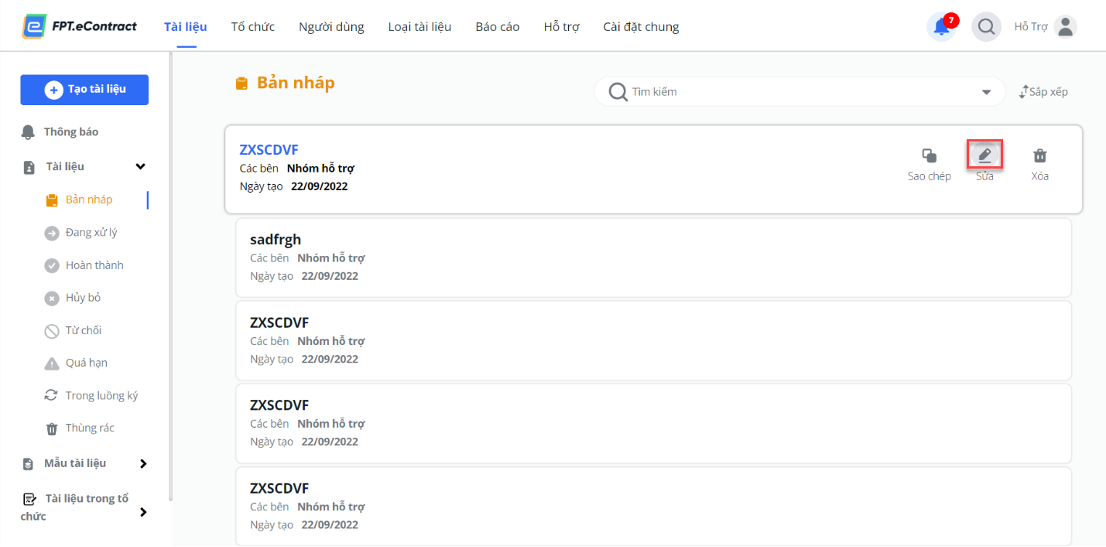 FPT.eContract
Tài liệu
Tổ chức
Người dùng
Loại tài liệu
Báo cáo
Hỗ trợ
Cài đặt chung
7
Hỗ Trợ
Tạo tài liệu
Thông báo
Tài liệu
Bản nháp
Đang xử lý
Hoàn thành
Hủy bỏ
Từ chối
Quá hạn
Trong luồng ký
Thùng rác
Mẫu tài liệu
Tài liệu trong tổ
chức
Bản nháp
Tìm kiếm
Sắp xếp
ZXSCDVF
Các bên Nhóm hỗ trợ
Ngày tạo 22/09/2022
Sao chép
Sửa
Xóa
sadfrgh
Các bên Nhóm hỗ trợ
Ngày tạo 22/09/2022
ZXSCDVF
Các bên Nhóm hỗ trợ
Ngày tạo 22/09/2022
ZXSCDVF
Các bên Nhóm hỗ trợ
Ngày tạo 22/09/2022
ZXSCDVF
Các bên Nhóm hỗ trợ
Ngày tạo 22/09/2022